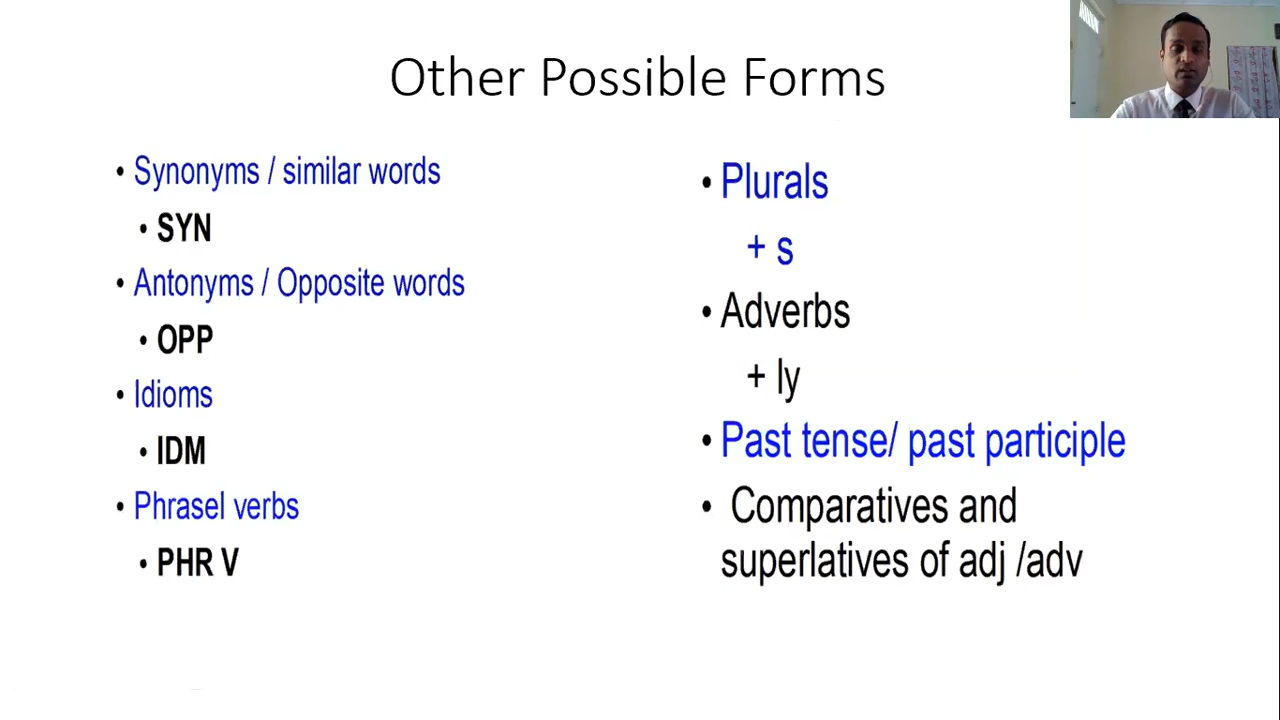 Other Possible Forms
• Synonyms / similar words
• SYN
• Antonyms / Opposite words
• OPP
• Idioms
• IDM
• Phrasel verbs
• PHR V
• Plurals
+ s
• Adverbs
+ ly
• Past tense/ past participle
• Comparatives and
superlatives of adj /adv